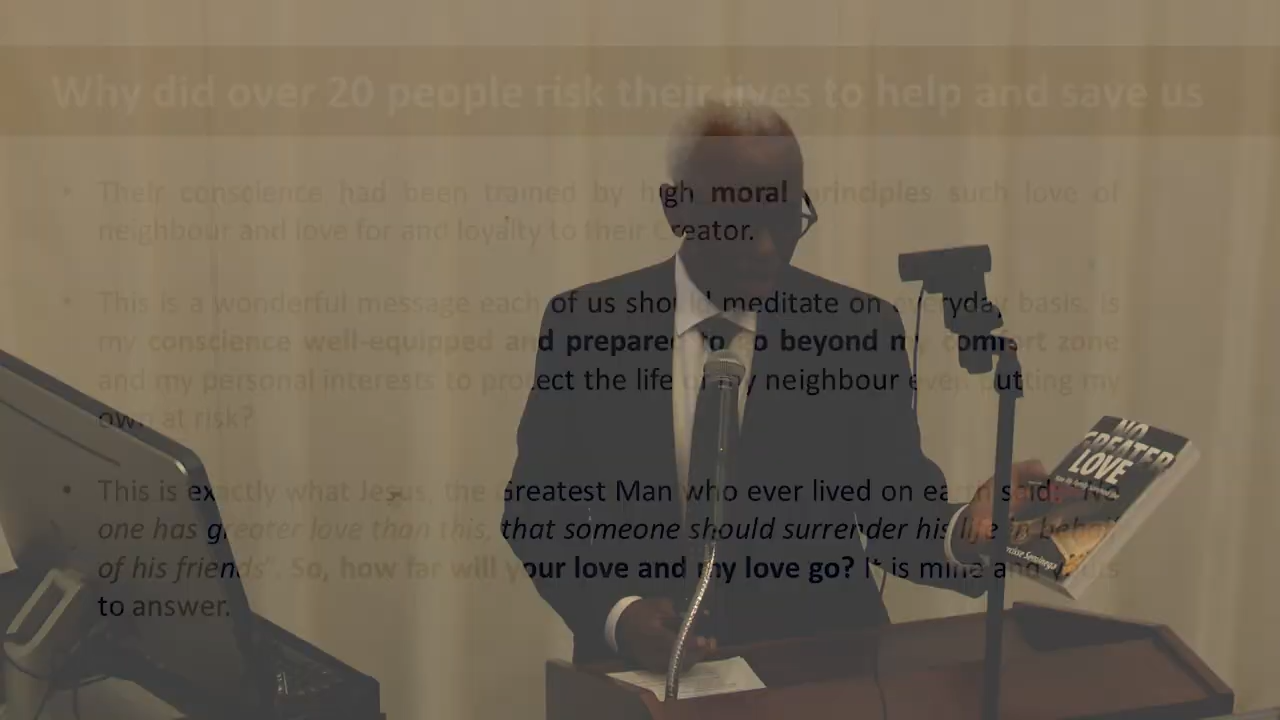 Why did over 20 people risk their lives to help and save us
• Their conscience had been trained by high moral principles such love of
neighbour and love for and loyalty to their Creator.
• This is a wonderful message each of us should meditate on everyday basis. Is
my conscience well-equipped and prepared to go beyond my comfort zone
and my personal interests to protect the life of my neighbour even putting my
own at risk?
• This is exactly what Jesus, the Greatest Man who ever lived on earth said: "No
one has greater love than this, that someone should surrender his life in behalf
of his friends". So, how far will your love and my love go? It is mine and yours
to answer.
NO
GREATER
LOVE